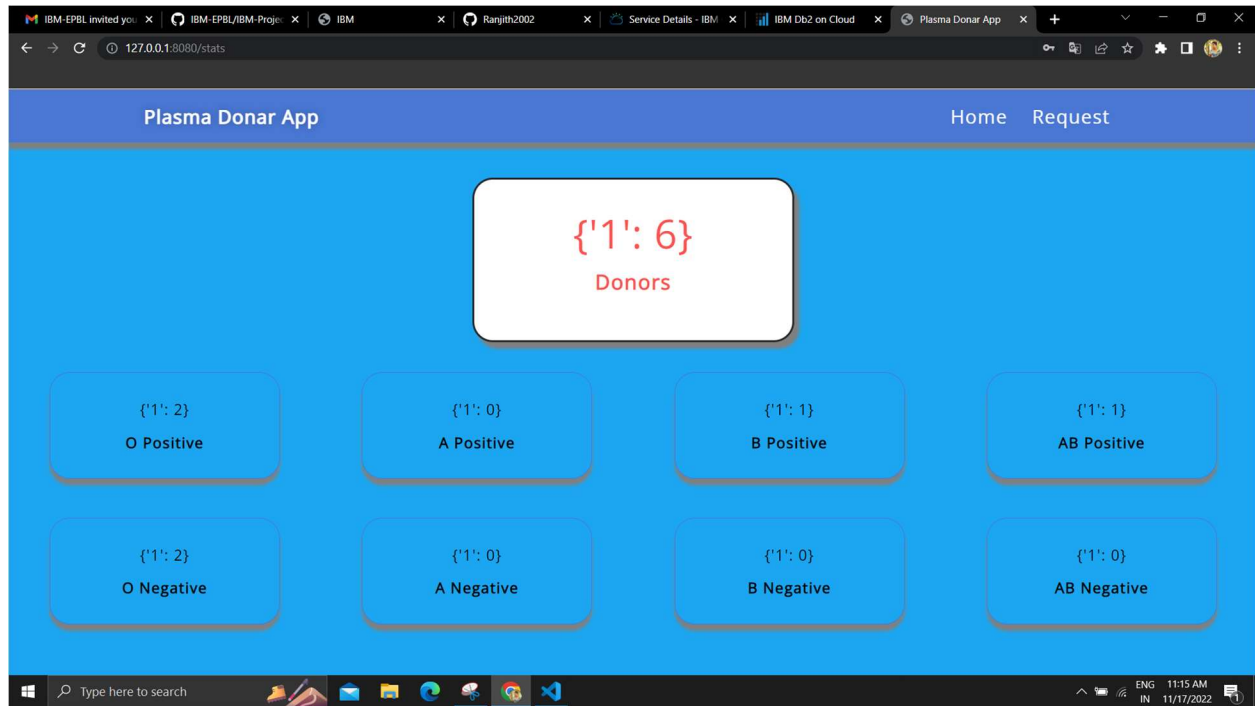 IBM-EPBL invited you
IBM-EPBL/IBM-Projec
IBM
Ranjith2002
Service Details - IBM
IBM Db2 on Cloud
Plasma Donar App
127.0.0.1:8080/stats
Plasma Donar App
Home Request
{'1': 6}
Donors
{'1': 2} {'1': 0} {'1': 1} {'1': 1}
O Positive A Positive B Positive AB Positive
{'1': 2} {'1': 0} {'1': 0} {'1': 0}
O Negative A Negative B Negative AB Negative
Type here to search
ENG 11:15 AM
IN 11/17/2022
1